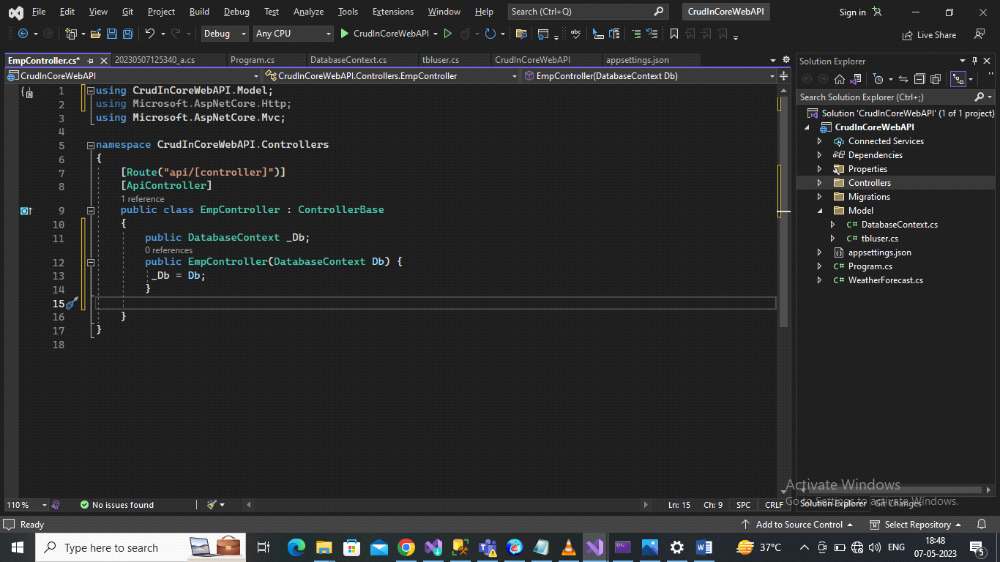 File Edit View Git Project Build Debug Test Analyze Tools Extensions Window Help Search (Ctrl+Q) CrudInCoreWebAPI Sign in
Debug Any CPU CrudInCoreWebAPI Live Share
EmpController.cs* 20230507125340_a.cs Program.cs DatabaseContext.cs tbluser.cs CrudInCoreWebAPI appsettings.json
CrudInCoreWebAPI CrudInCoreWebAPI.Controllers.EmpController EmpController(DatabaseContext Db)
1 using CrudInCoreWebAPI.Model;
2 using Microsoft.AspNetCore.Http;
3 using Microsoft.AspNetCore.Mvc;
4
5 namespace CrudInCoreWebAPI.Controllers
6 {
7 [Route("api/[controller]")]
8 [ApiController]
1 reference
9 public class EmpController : ControllerBase
10 {
11 public DatabaseContext _Db;
0 references
12 public EmpController(DatabaseContext Db) {
13 _Db = Db;
14 }
15
16 }
17 }
18
110 % No issues found Ln: 15 Ch: 9 SPC CRLF
Solution Explorer
Search Solution Explorer (Ctrl+;)
Solution 'CrudInCoreWebAPI' (1 of 1 project)
CrudInCoreWebAPI
Connected Services
Dependencies
Properties
Controllers
Migrations
Model
C# DatabaseContext.cs
C# tbluser.cs
appsettings.json
C# Program.cs
C# WeatherForecast.cs
Activate Windows
Go to Settings to activate Windows.
Solution Explorer Git Changes
Ready Add to Source Control Select Repository
Type here to search 37°C ENG 18:48
07-05-2023 5